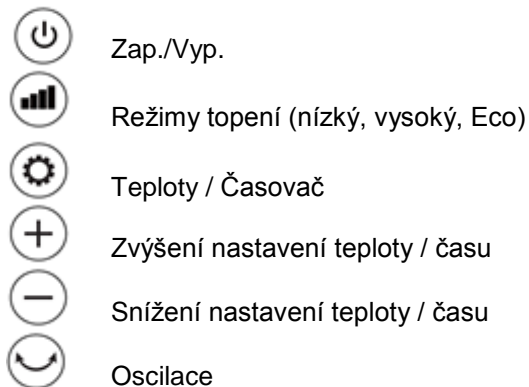 Zap./Vyp.
Režimy topení (nízký, vysoký, Eco)
Teploty / Časovač
Zvýšení nastavení teploty / času
Snížení nastavení teploty / času
Oscilace